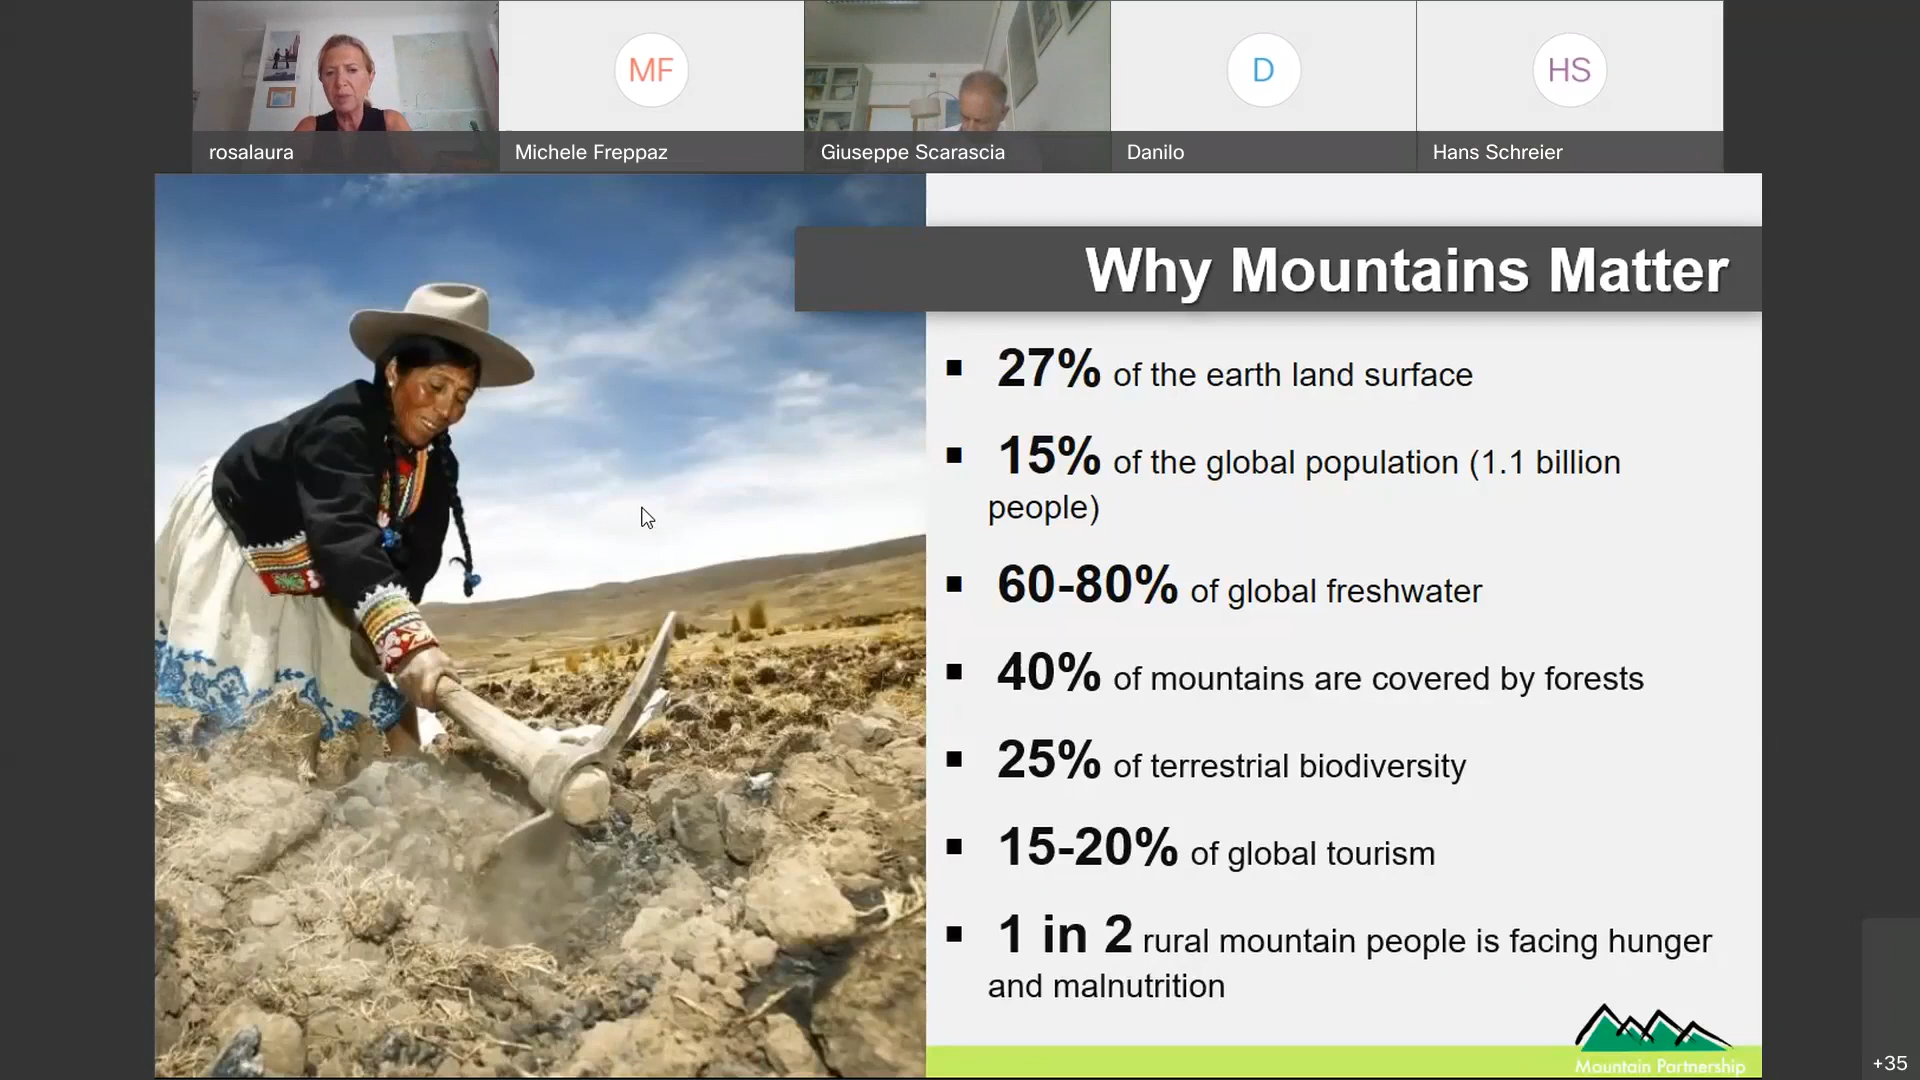 MF
D
HS
rosalaura
Michele Freppaz
Giuseppe Scarascia
Danilo
Hans Schreier
Why Mountains Matter
▪ 27% of the earth land surface
▪ 15% of the global population (1.1 billion
people)
▪ 60-80% of global freshwater
▪ 40% of mountains are covered by forests
▪ 25% of terrestrial biodiversity
▪ 15-20% of global tourism
▪ 1 in 2 rural mountain people is facing hunger
and malnutrition
Mountain Partnership
+35